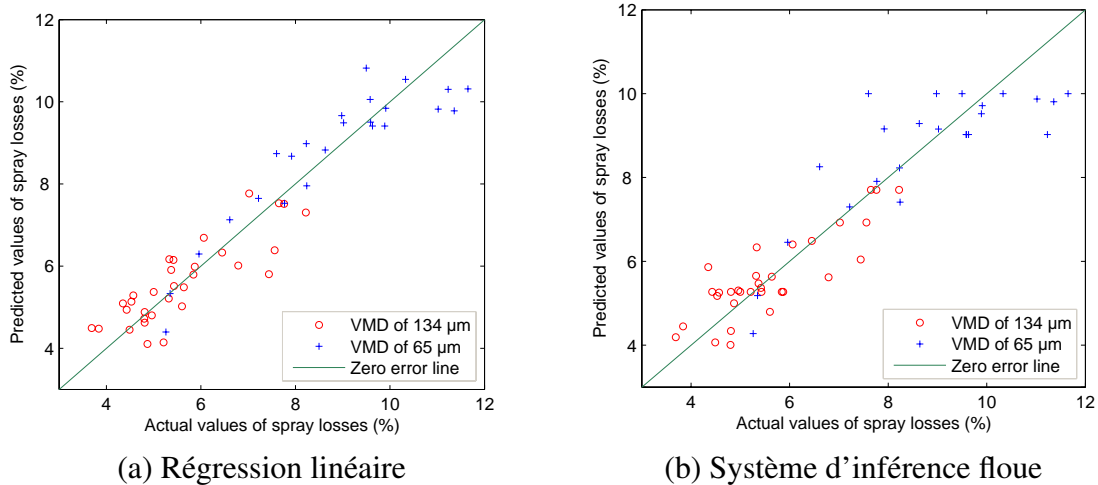 12
10
8
6
4
4
6
8
10
12
Predicted values of spray losses (%)
Actual values of spray losses (%)
VMD of 134 µm
VMD of 65 µm
Zero error line
(a) Régression linéaire
12
10
8
6
4
4
6
8
10
12
Predicted values of spray losses (%)
Actual values of spray losses (%)
VMD of 134 µm
VMD of 65 µm
Zero error line
(b) Système d'inférence floue